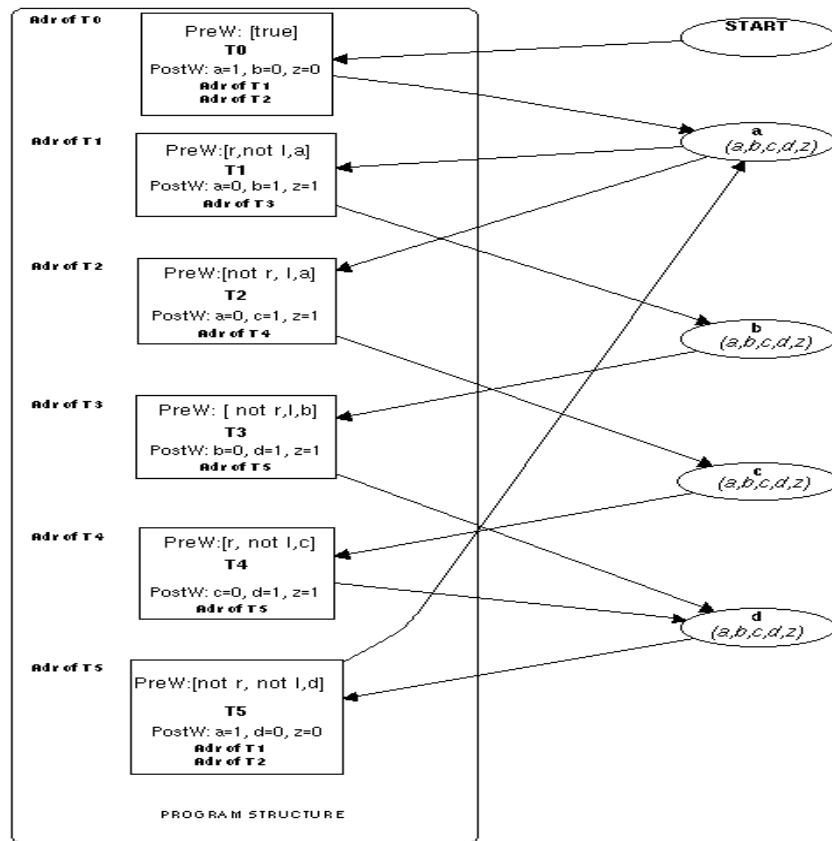 Adr of T0
PreW: [true]
T0
PostW: a=1, b=0, z=0
Adr of T1
Adr of T2
START
Adr of T1
PreW:[r,not l,a]
T1
PostW: a=0, b=1, z=1
Adr of T3
a
(a,b,c,d,z)
Adr of T2
PreW:[not r, l,a]
T2
PostW: a=0, c=1, z=1
Adr of T4
b
(a,b,c,d,z)
Adr of T3
PreW: [ not r,l,b]
T3
PostW: b=0, d=1, z=1
Adr of T5
c
(a,b,c,d,z)
Adr of T4
PreW:[r, not l,c]
T4
PostW: c=0, d=1, z=1
Adr of T5
d
(a,b,c,d,z)
Adr of T5
PreW:[not r, not l,d]
T5
PostW: a=1, d=0, z=0
Adr of T1
Adr of T2
PROGRAM STRUCTURE